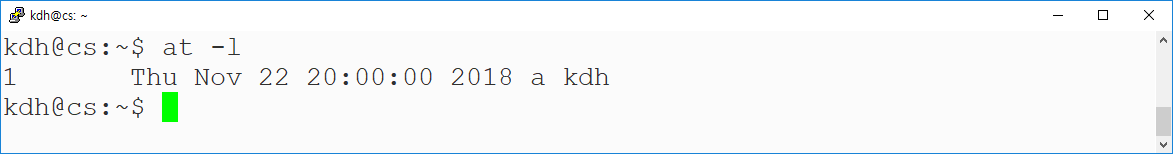 kdh@cs: ~
kdh@cs:~$ at -l
1       Thu Nov 22 20:00:00 2018 a kdh
kdh@cs:~$